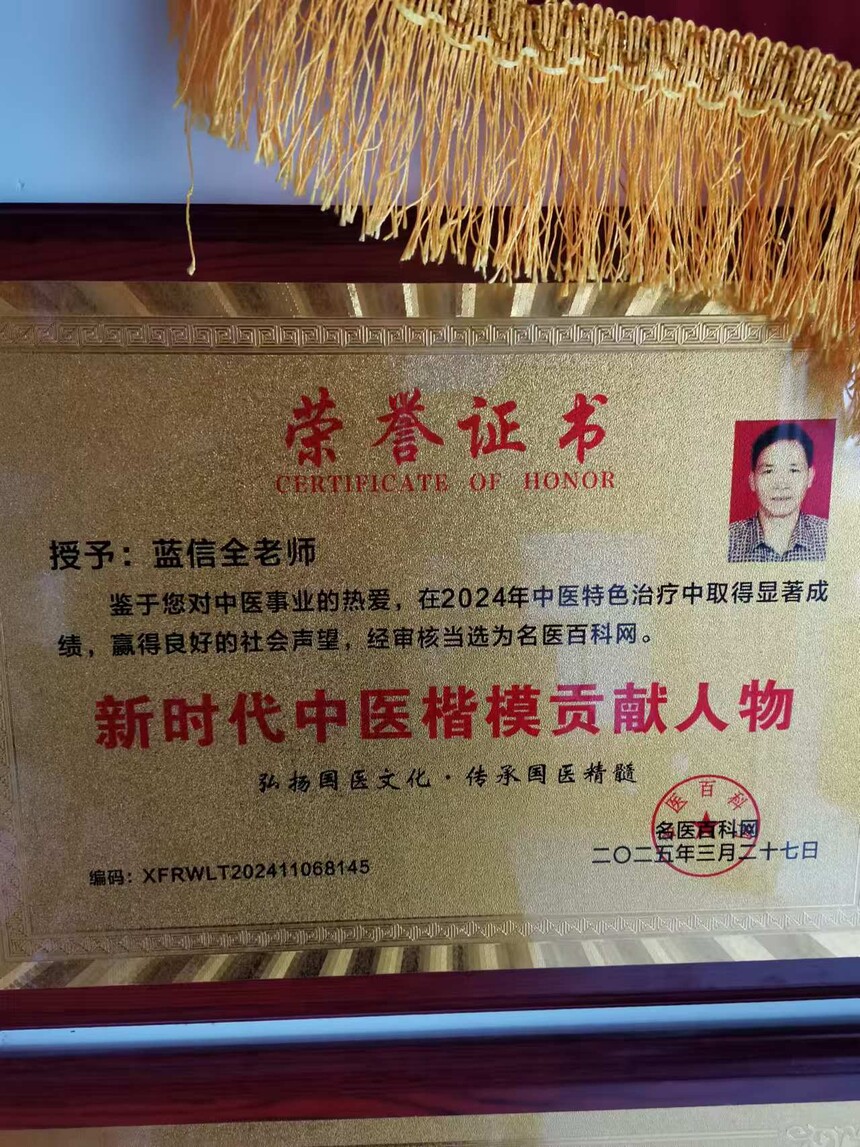 荣誉证书
CERTIFICATE OF HONOR
授予：蓝信全老师
鉴于您对中医事业的热爱，在2024年中医特色治疗中取得显著成
绩，赢得良好的社会声望，经审核当选为名医百科网。
新时代中医楷模贡献人物
弘扬国医文化·传承国医精髓
医百科
名医百科网
二〇二五年三月二十七日
编码：XFRWLT202411068145